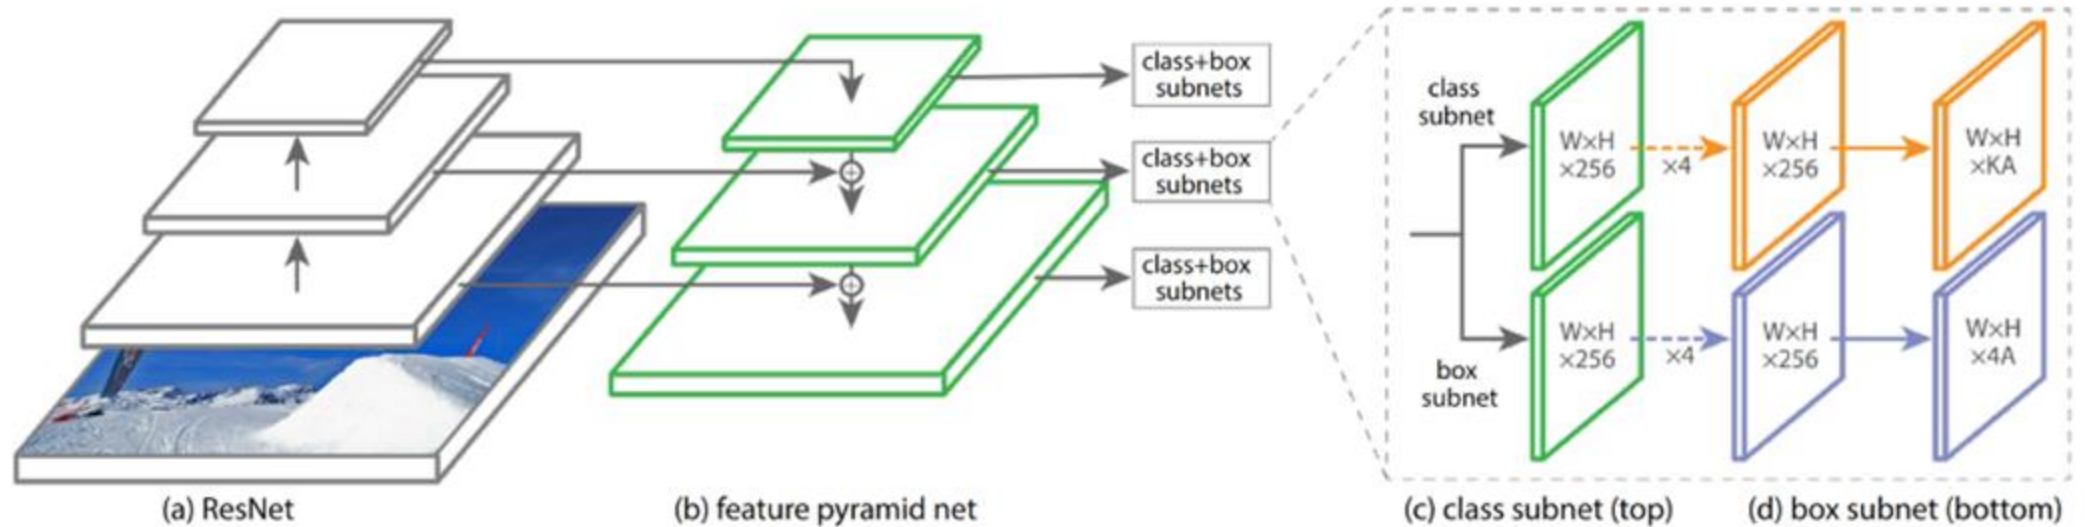 class+box
subnets
class+box
subnets
class+box
subnets
class
subnet
W×H
×256
×4
W×H
×256
W×H
×KA
box
subnet
W×H
×256
×4
W×H
×256
W×H
×4A
(a) ResNet
(b) feature pyramid net
(c) class subnet (top)
(d) box subnet (bottom)